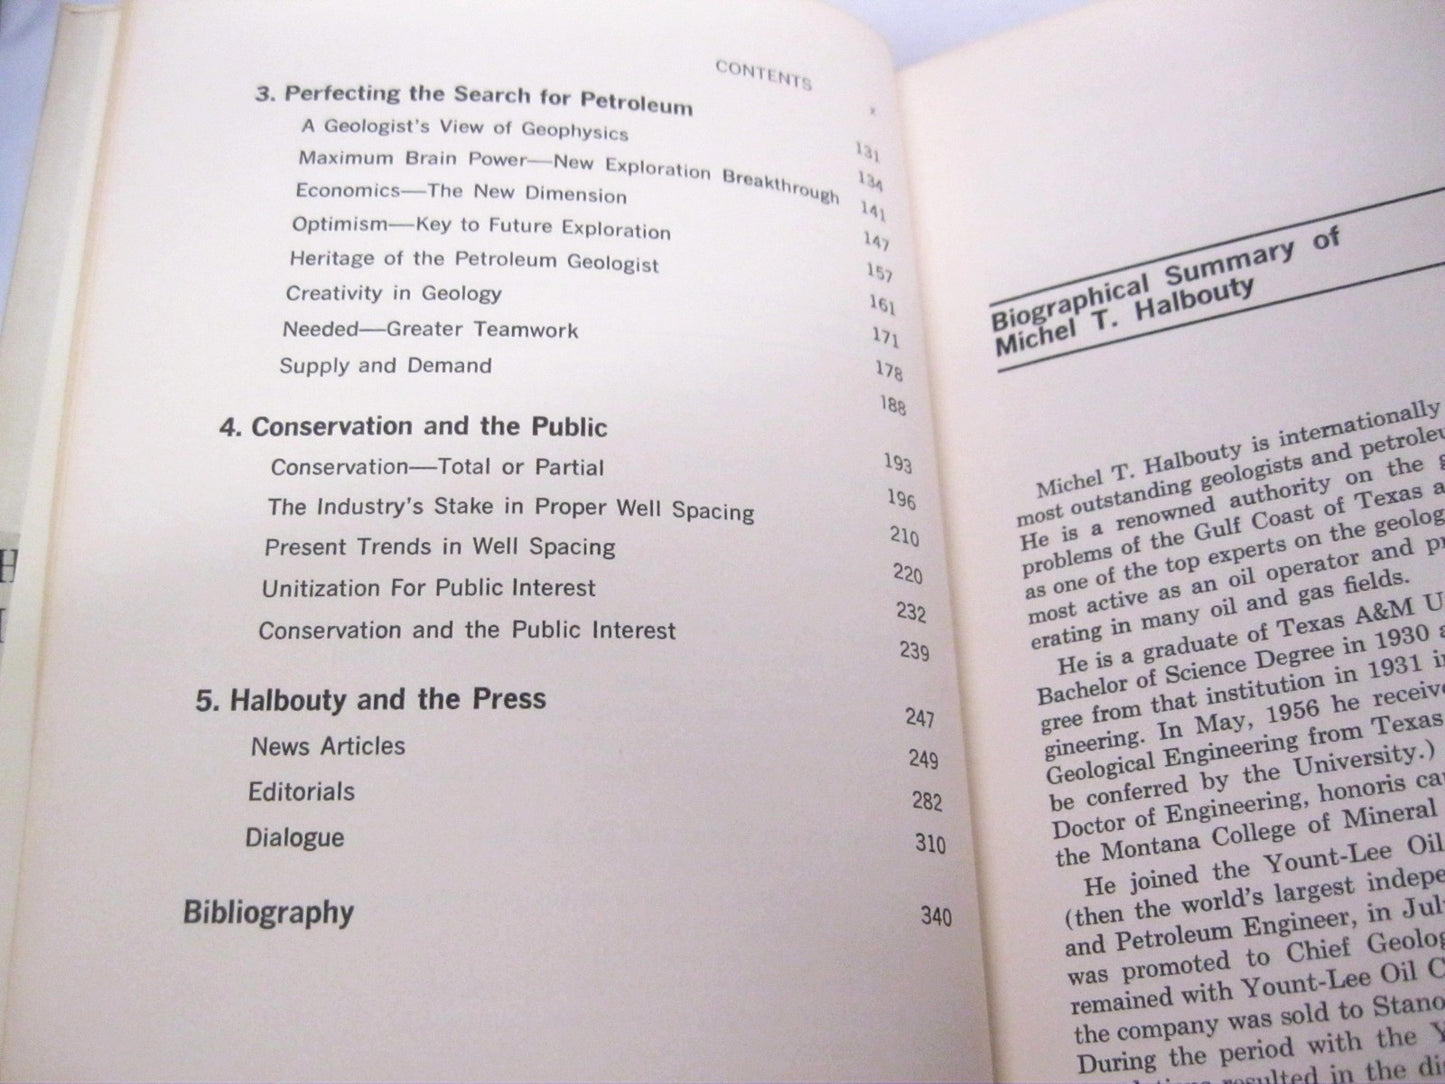 CONTENTS
x
3. Perfecting the Search for Petroleum 131
A Geologist's View of Geophysics 134
Maximum Brain Power—New Exploration Breakthrough 141
Economics—The New Dimension 147
Optimism—Key to Future Exploration 157
Heritage of the Petroleum Geologist 161
Creativity in Geology 171
Needed—Greater Teamwork 178
Supply and Demand 188
4. Conservation and the Public 193
Conservation—Total or Partial 196
The Industry's Stake in Proper Well Spacing 210
Present Trends in Well Spacing 220
Unitization For Public Interest 232
Conservation and the Public Interest 239
5. Halbouty and the Press 247
News Articles 249
Editorials 282
Dialogue 310
Bibliography 340
Biographical Summary of
Michel T. Halbouty
Michel T. Halbouty is internationally
most outstanding geologists and petroleu
He is a renowned authority on the g
problems of the Gulf Coast of Texas a
as one of the top experts on the geolog
most active as an oil operator and pr
erating in many oil and gas fields.
He is a graduate of Texas A&M U
Bachelor of Science Degree in 1930 a
gree from that institution in 1931 i
gineering. In May, 1956 he receiv
Geological Engineering from Texas
be conferred by the University.)
Doctor of Engineering, honoris ca
the Montana College of Mineral
He joined the Yount-Lee Oil
(then the world's largest indepe
and Petroleum Engineer, in Jul
was promoted to Chief Geolog
remained with Yount-Lee Oil C
the company was sold to Stano
During the period with the Y
resulted in the di